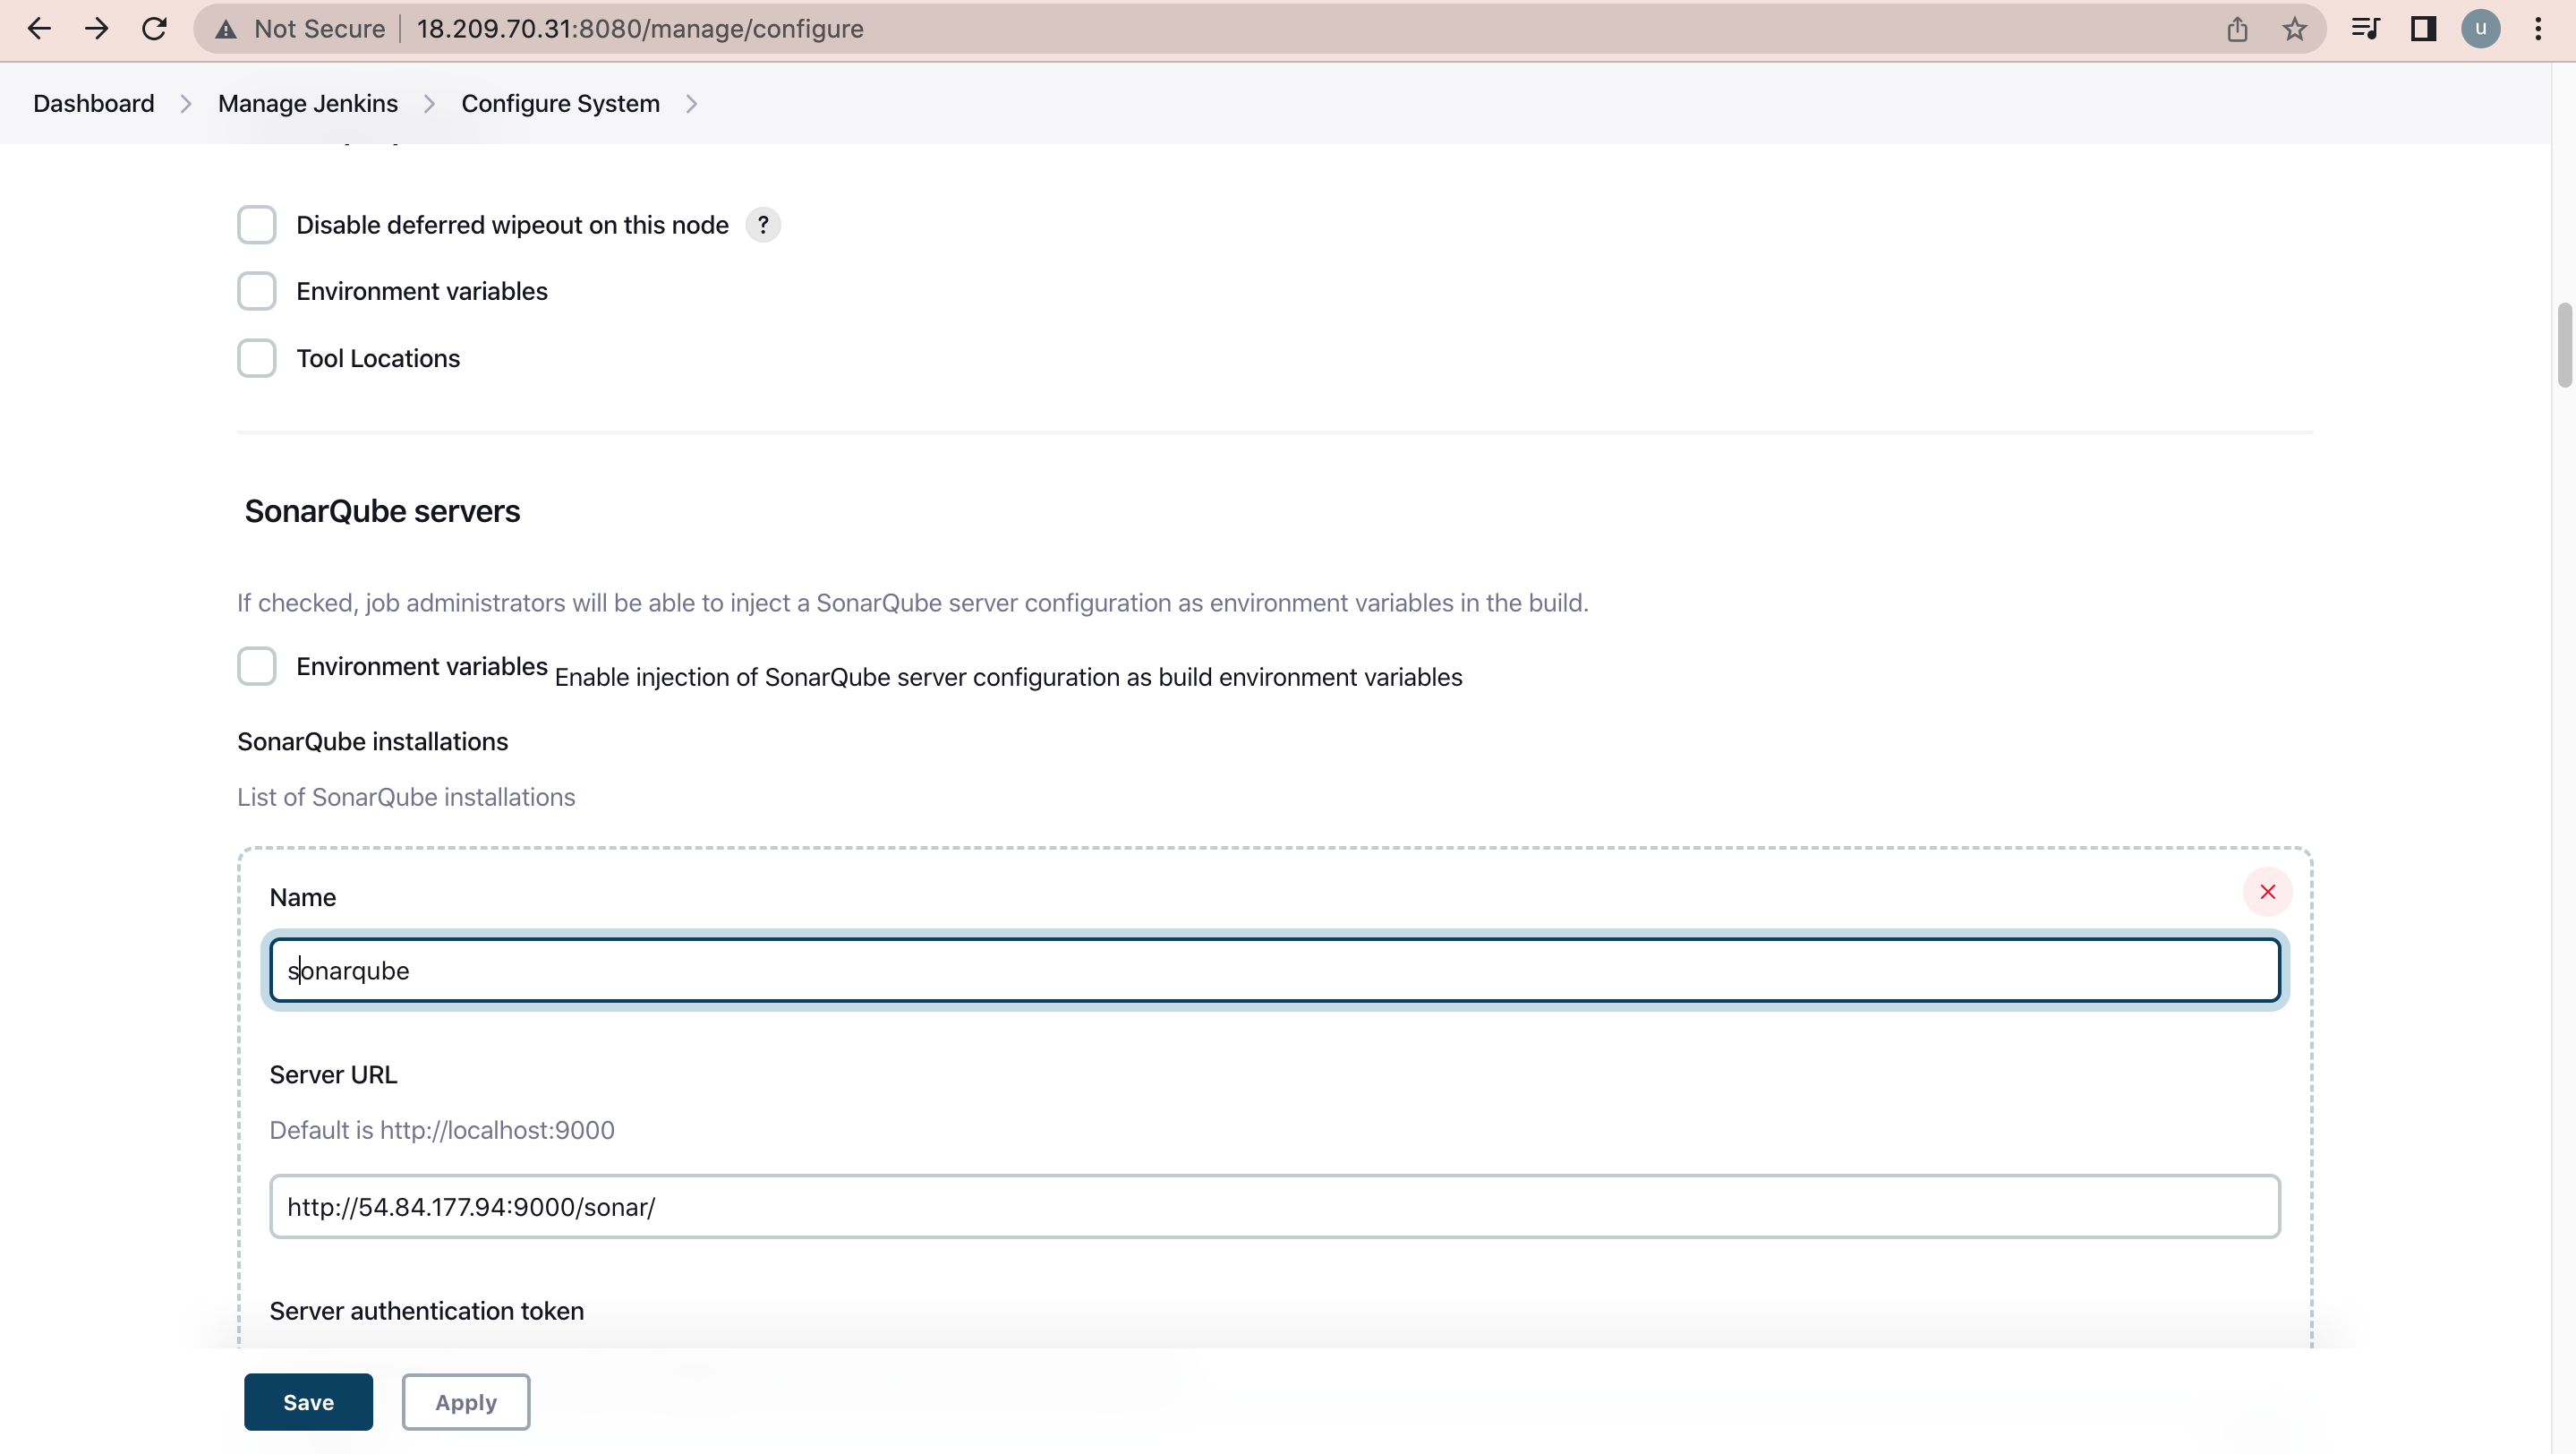 Not Secure 18.209.70.31:8080/manage/configure
u
Dashboard > Manage Jenkins > Configure System >
Disable deferred wipeout on this node ?
Environment variables
Tool Locations
SonarQube servers
If checked, job administrators will be able to inject a SonarQube server configuration as environment variables in the build.
Environment variables Enable injection of SonarQube server configuration as build environment variables
SonarQube installations
List of SonarQube installations
Name
sonarqube
Server URL
Default is http://localhost:9000
http://54.84.177.94:9000/sonar/
Server authentication token
Save Apply